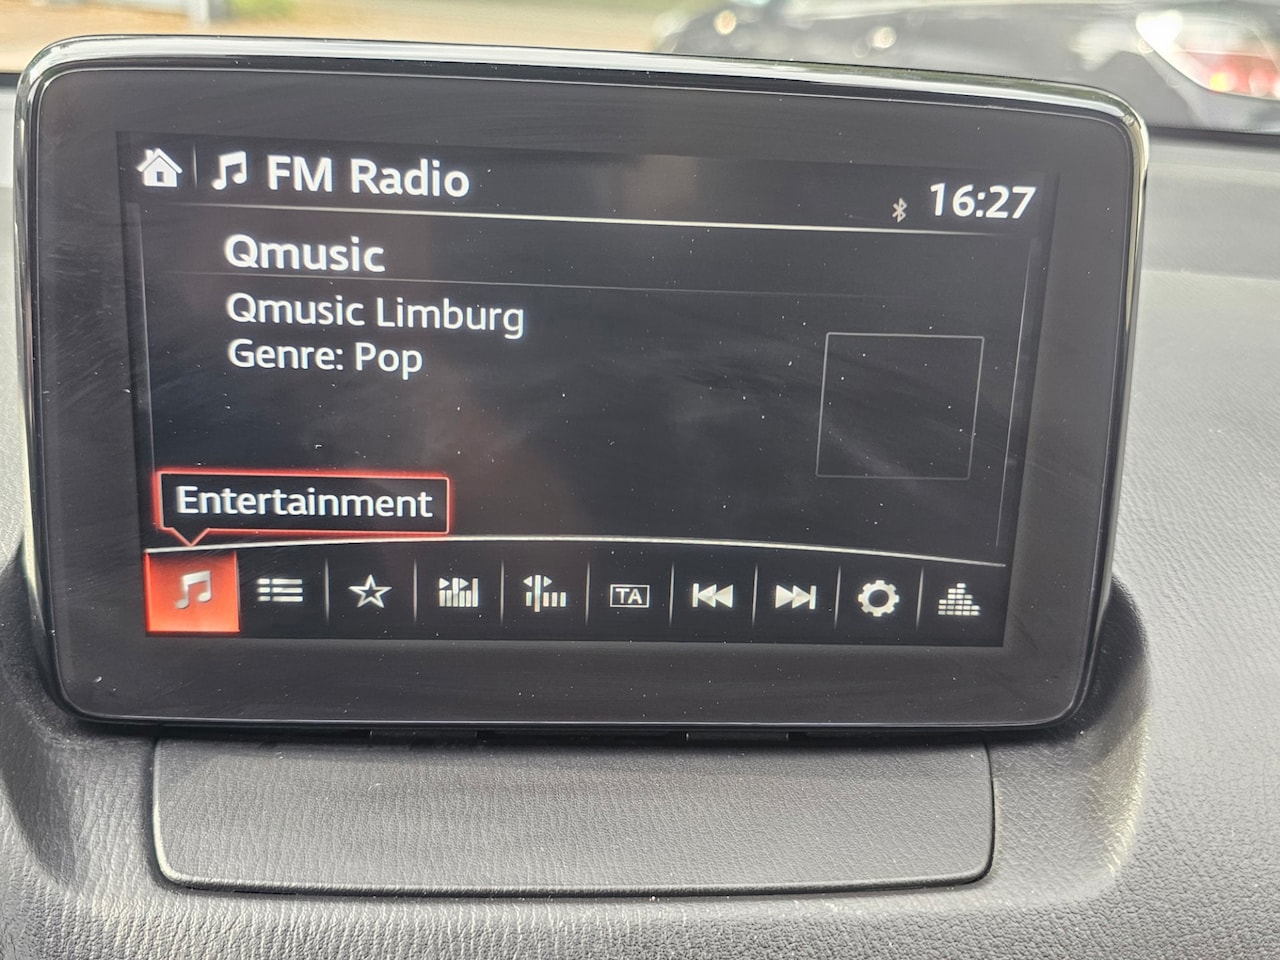 FM Radio
16:27
Qmusic
Qmusic Limburg
Genre: Pop
Entertainment
TA